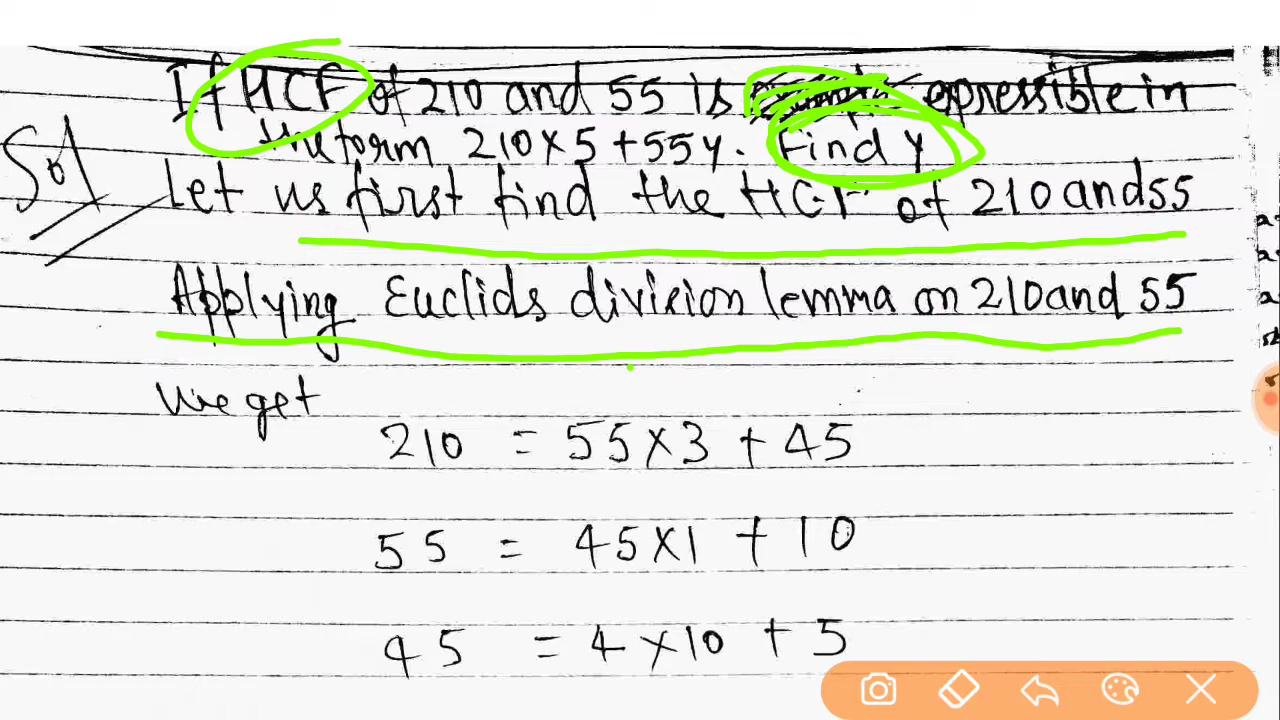 If HCF of 210 and 55 is expressible in
the form 210×5+55y. Find y
Sol
Let us first find the HCF of 210 and 55
Applying Euclids division lemma on 210 and 55
We get
210 = 55×3 + 45
55 = 45×1 + 10
45 = 4×10 + 5